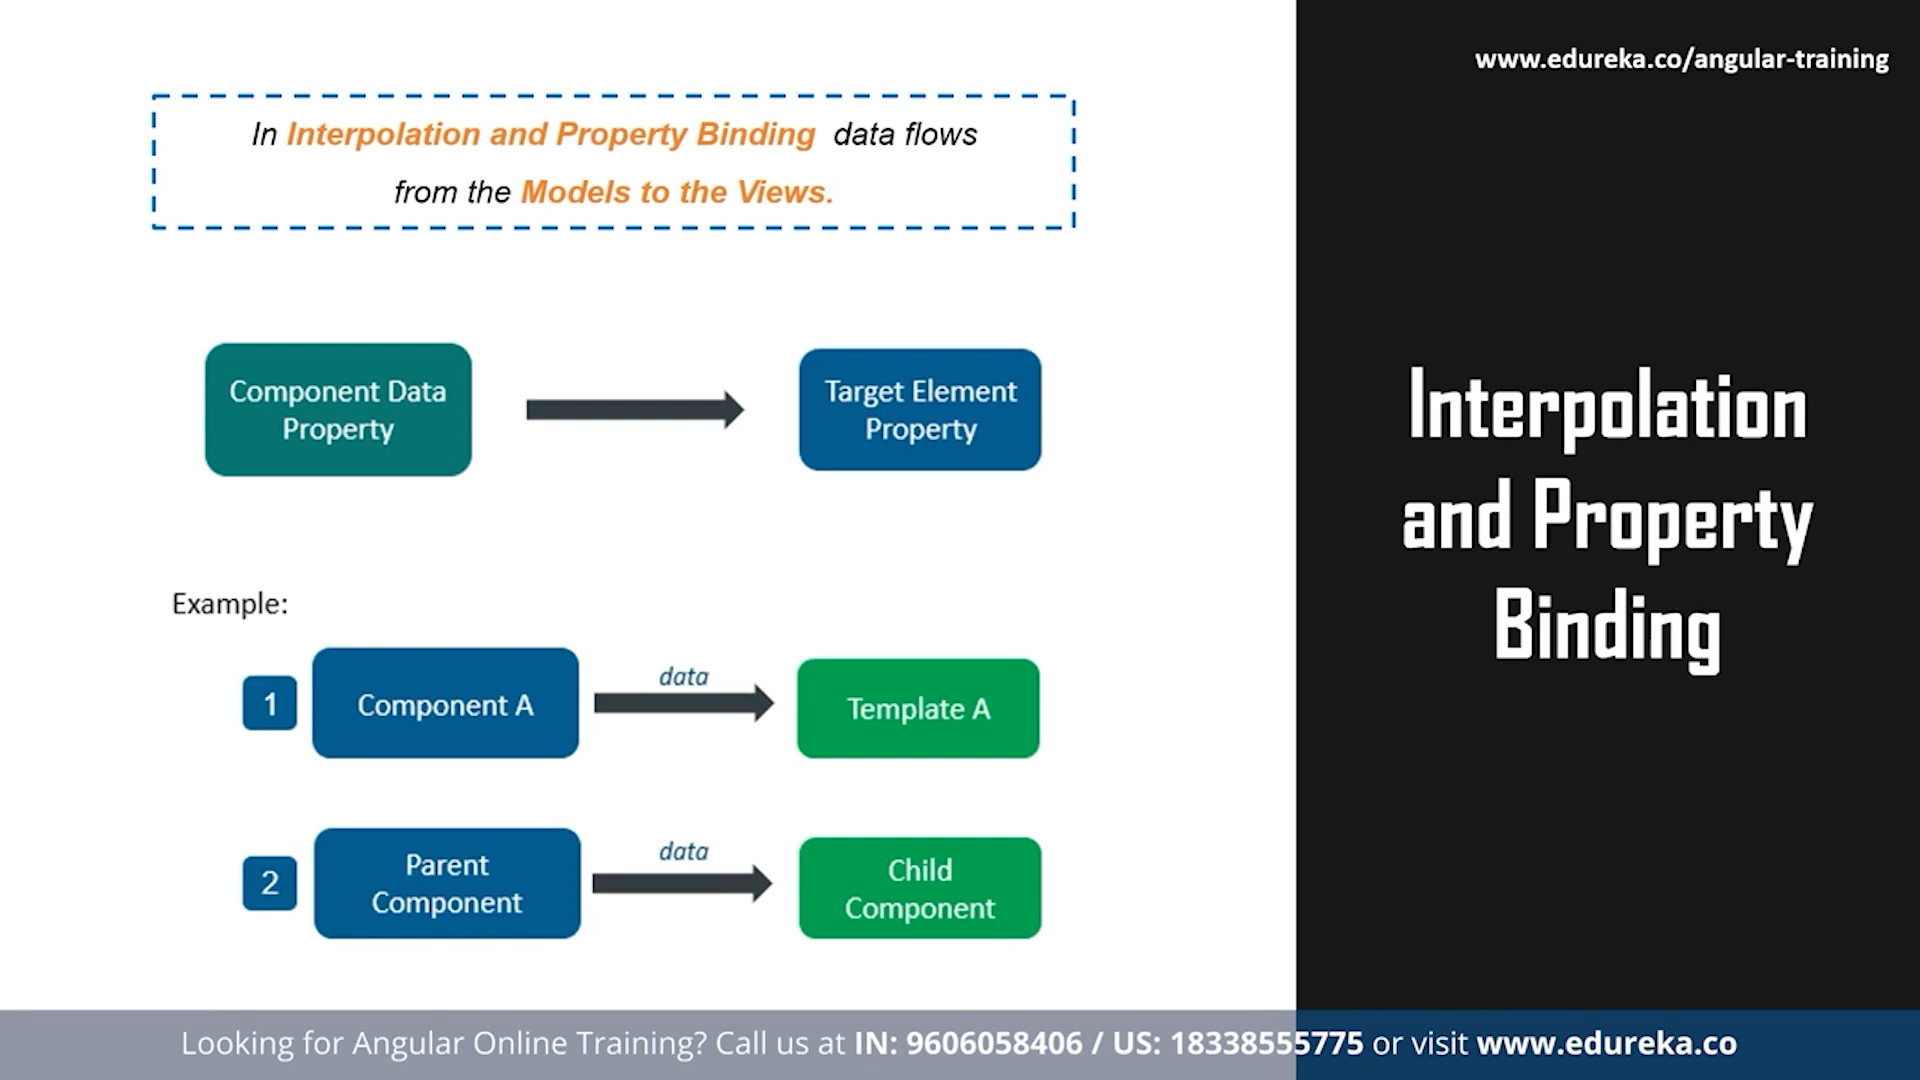 www.edureka.co/angular-training
In Interpolation and Property Binding data flows
from the Models to the Views.
Component Data
Property
Target Element
Property
Interpolation
and Property
Binding
Example:
1
Component A
data
Template A
2
Parent
Component
data
Child
Component
Looking for Angular Online Training? Call us at IN: 9606058406 / US: 18338555775 or visit www.edureka.co